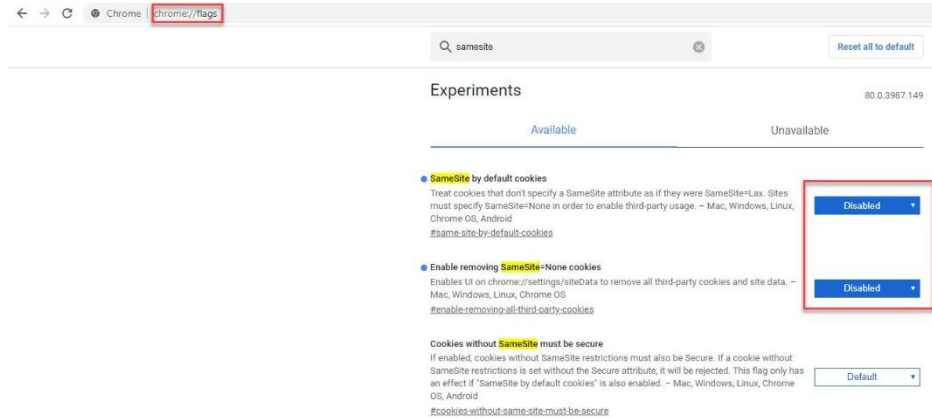 Chrome | chrome://flags
samesite
Reset all to default
Experiments
80.0.3987.149
Available
Unavailable
SameSite by default cookies
Treat cookies that don't specify a SameSite attribute as if they were SameSite=Lax. Sites
must specify SameSite=None in order to enable third-party usage. – Mac, Windows, Linux,
Chrome OS, Android
#same-site-by-default-cookies
Disabled
Enable removing SameSite=None cookies
Enables UI on chrome://settings/siteData to remove all third-party cookies and site data. –
Mac, Windows, Linux, Chrome OS
#enable-removing-all-third-party-cookies
Disabled
Cookies without SameSite must be secure
If enabled, cookies without SameSite restrictions must also be Secure. If a cookie without
SameSite restrictions is set without the Secure attribute, it will be rejected. This flag only has
an effect if "SameSite by default cookies" is also enabled. – Mac, Windows, Linux, Chrome
OS, Android
#cookies-without-same-site-must-be-secure
Default